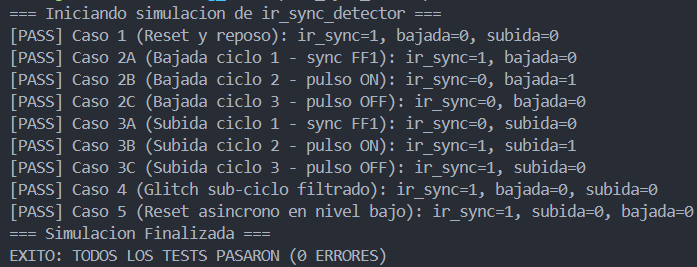 === Iniciando simulacion de ir_sync_detector ===
[PASS] Caso 1 (Reset y reposo): ir_sync=1, bajada=0, subida=0
[PASS] Caso 2A (Bajada ciclo 1 - sync FF1): ir_sync=1, bajada=0
[PASS] Caso 2B (Bajada ciclo 2 - pulso ON): ir_sync=0, bajada=1
[PASS] Caso 2C (Bajada ciclo 3 - pulso OFF): ir_sync=0, bajada=0
[PASS] Caso 3A (Subida ciclo 1 - sync FF1): ir_sync=0, subida=0
[PASS] Caso 3B (Subida ciclo 2 - pulso ON): ir_sync=1, subida=1
[PASS] Caso 3C (Subida ciclo 3 - pulso OFF): ir_sync=1, subida=0
[PASS] Caso 4 (Glitch sub-ciclo filtrado): ir_sync=1, bajada=0, subida=0
[PASS] Caso 5 (Reset asincrono en nivel bajo): ir_sync=1, subida=0, bajada=0
=== Simulacion Finalizada ===
EXITO: TODOS LOS TESTS PASARON (0 ERRORES)